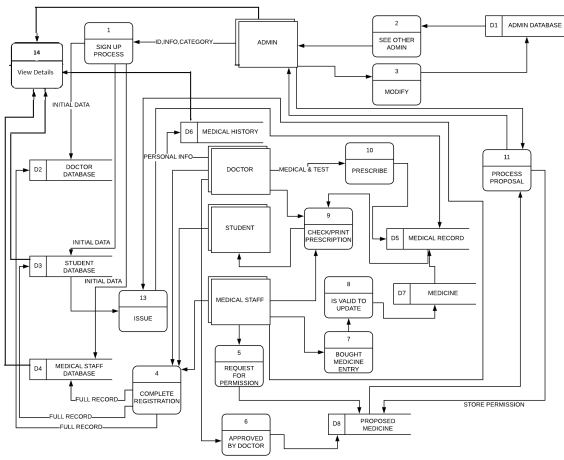 1
SIGN UP
PROCESS
ID,INFO,CATEGORY
ADMIN
2
SEE OTHER
ADMIN
D1 ADMIN DATABASE
14
View Details
3
MODIFY
INITIAL DATA
D6 MEDICAL HISTORY
PERSONAL INFO
10
PRESCRIBE
11
PROCESS
PROPOSAL
D2 DOCTOR
DATABASE
DOCTOR
MEDICAL & TEST
9
CHECK/PRINT
PRESCRIPTION
STUDENT
D5 MEDICAL RECORD
INITIAL DATA
D3 STUDENT
DATABASE
INITIAL DATA
13
ISSUE
MEDICAL STAFF
8
IS VALID TO
UPDATE
D7 MEDICINE
7
BOUGHT
MEDICINE
ENTRY
5
REQUEST
FOR
PERMISSION
D4 MEDICAL STAFF
DATABASE
4
COMPLETE
REGISTRATION
FULL RECORD
FULL RECORD
FULL RECORD
STORE PERMISSION
6
APPROVED
BY DOCTOR
D8 PROPOSED
MEDICINE